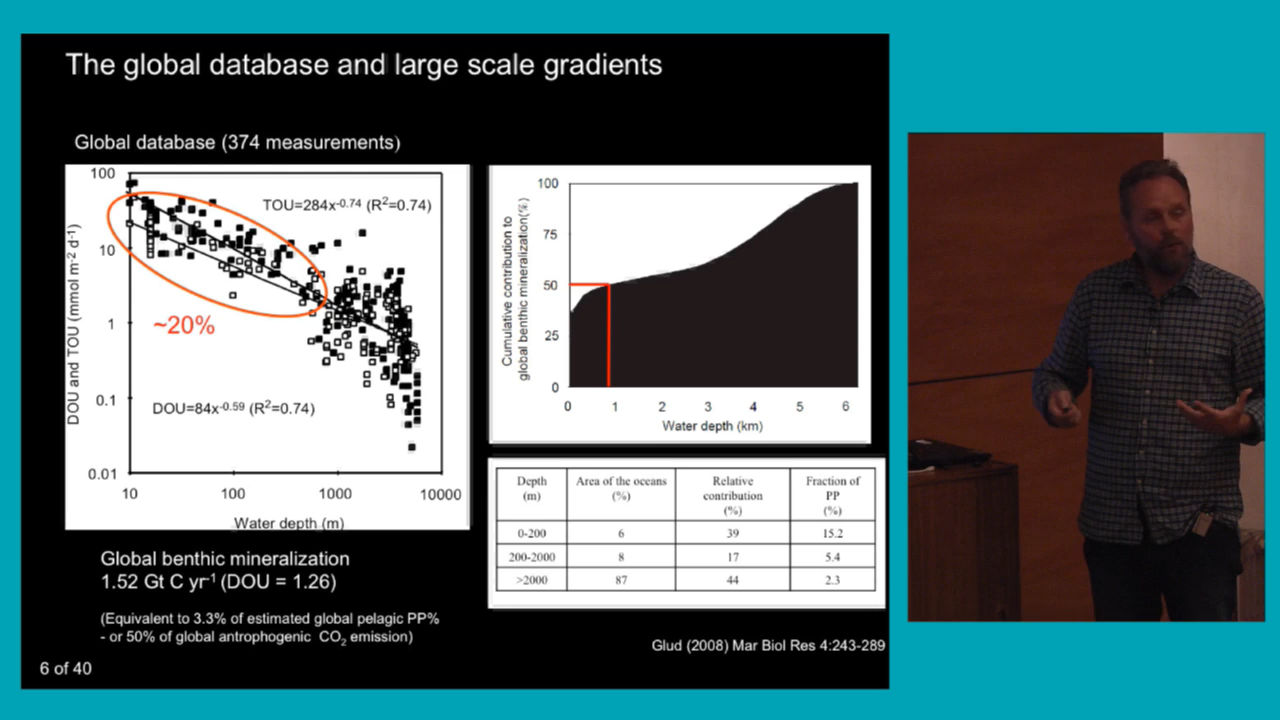 The global database and large scale gradients
Global database (374 measurements)
100
10
1
0.1
0.01
DOU and TOU (mmol m-2 d-1)
TOU=284x-0.74 (R2=0.74)
~20%
DOU=84x-0.59 (R2=0.74)
10
100
1000
10000
Water depth (m)
Cumulative contribution to
global benthic mineralization(%)
100
75
50
25
0
0
1
2
3
4
5
6
Water depth (km)
Depth (m) Area of the oceans (%) Relative contribution (%) Fraction of PP (%)
0-200 6 39 15.2
200-2000 8 17 5.4
>2000 87 44 2.3
Global benthic mineralization
1.52 Gt C yr-1 (DOU = 1.26)
(Equivalent to 3.3% of estimated global pelagic PP%
- or 50% of global antrophogenic CO2 emission)
Glud (2008) Mar Biol Res 4:243-289
6 of 40